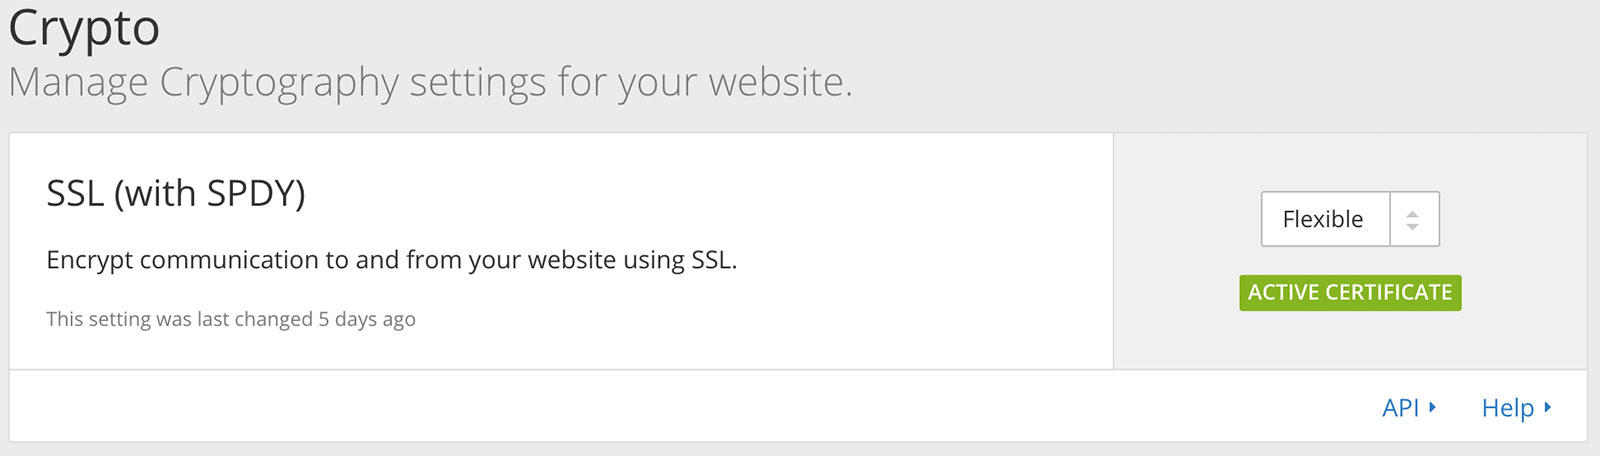 Crypto
Manage Cryptography settings for your website.
SSL (with SPDY)
Encrypt communication to and from your website using SSL.
This setting was last changed 5 days ago
Flexible
ACTIVE CERTIFICATE
API
Help